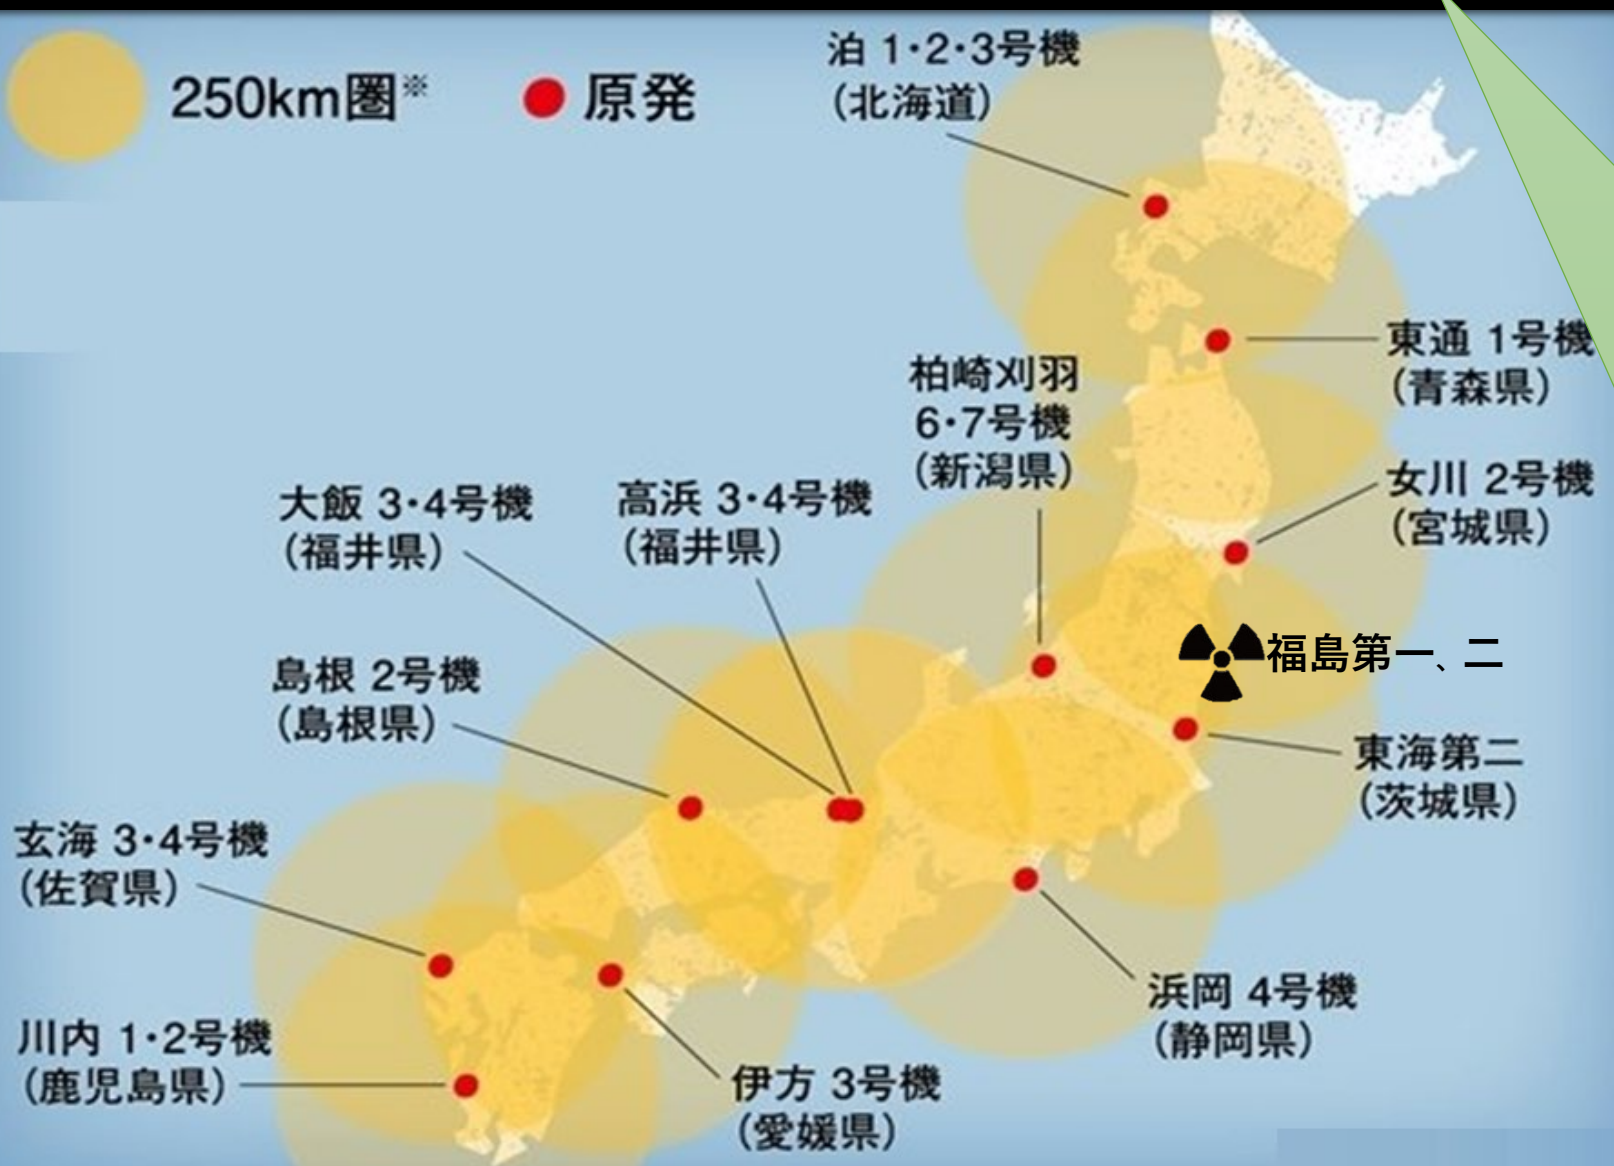 250km圏※
原発
泊 1・2・3号機
（北海道）
東通 1号機
（青森県）
柏崎刈羽
6・7号機
（新潟県）
女川 2号機
（宮城県）
大飯 3・4号機
（福井県）
高浜 3・4号機
（福井県）
福島第一、二
島根 2号機
（島根県）
東海第二
（茨城県）
玄海 3・4号機
（佐賀県）
浜岡 4号機
（静岡県）
川内 1・2号機
（鹿児島県）
伊方 3号機
（愛媛県）